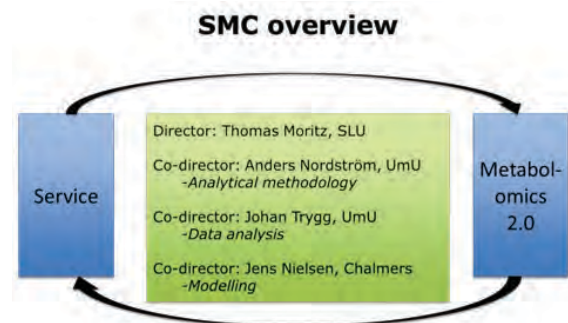 SMC overview
Service
Director: Thomas Moritz, SLU
Co-director: Anders Nordström, UmU
-Analytical methodology
Co-director: Johan Trygg, UmU
-Data analysis
Co-director: Jens Nielsen, Chalmers
-Modelling
Metabol-
omics
2.0